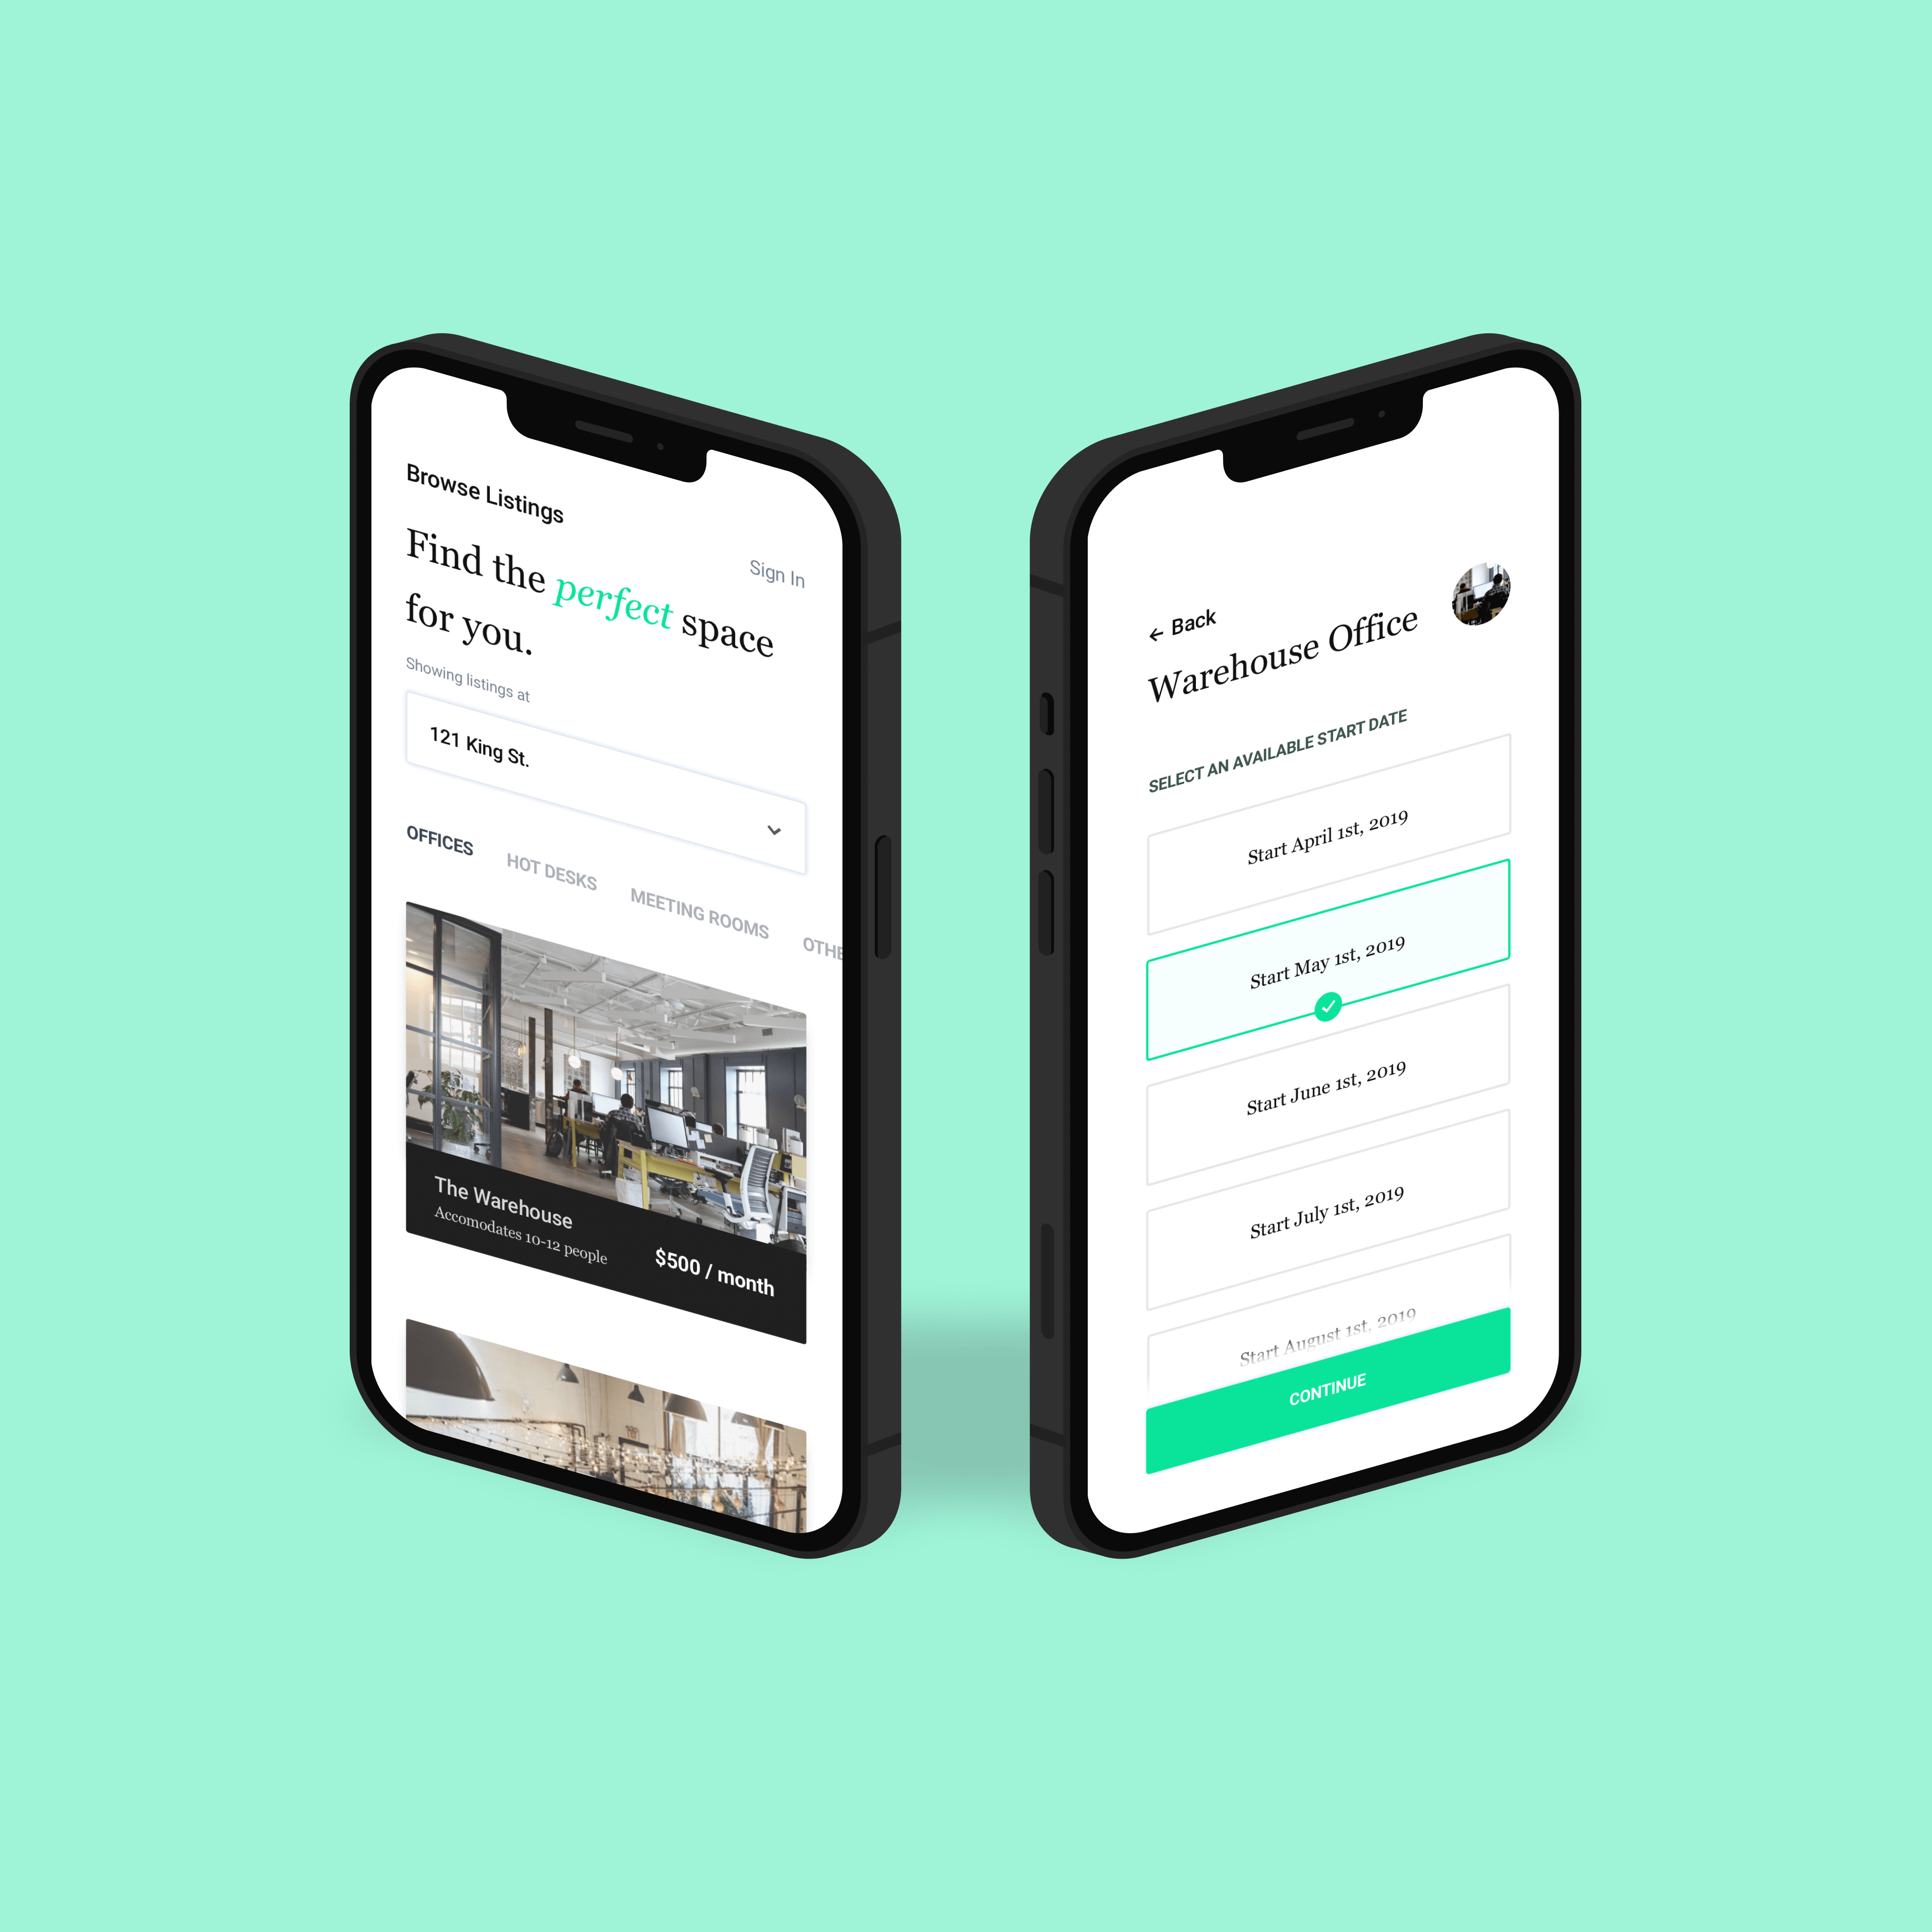 Browse Listings
Sign In
Find the perfect space
for you.
Showing listings at
121 King St.
OFFICES HOT DESKS MEETING ROOMS OTHE
The Warehouse
Accomodates 10-12 people
$500 / month
← Back
Warehouse Office
SELECT AN AVAILABLE START DATE
Start April 1st, 2019
Start May 1st, 2019
Start June 1st, 2019
Start July 1st, 2019
Start August 1st, 2019
CONTINUE